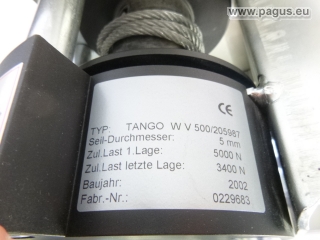 www.pagus.eu
CE
TYP: TANGO W V 500/205987
Seil-Durchmesser: 5 mm
Zul.Last 1.Lage: 5000 N
Zul.Last letzte Lage: 3400 N
Baujahr: 2002
Fabr.-Nr.: 0229683